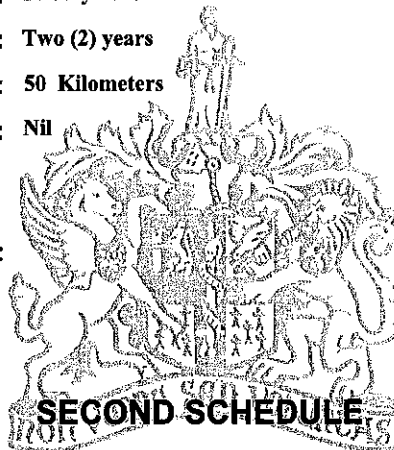 : Two (2) years
: 50 Kilometers
: Nil
:
SECOND SCHEDULE